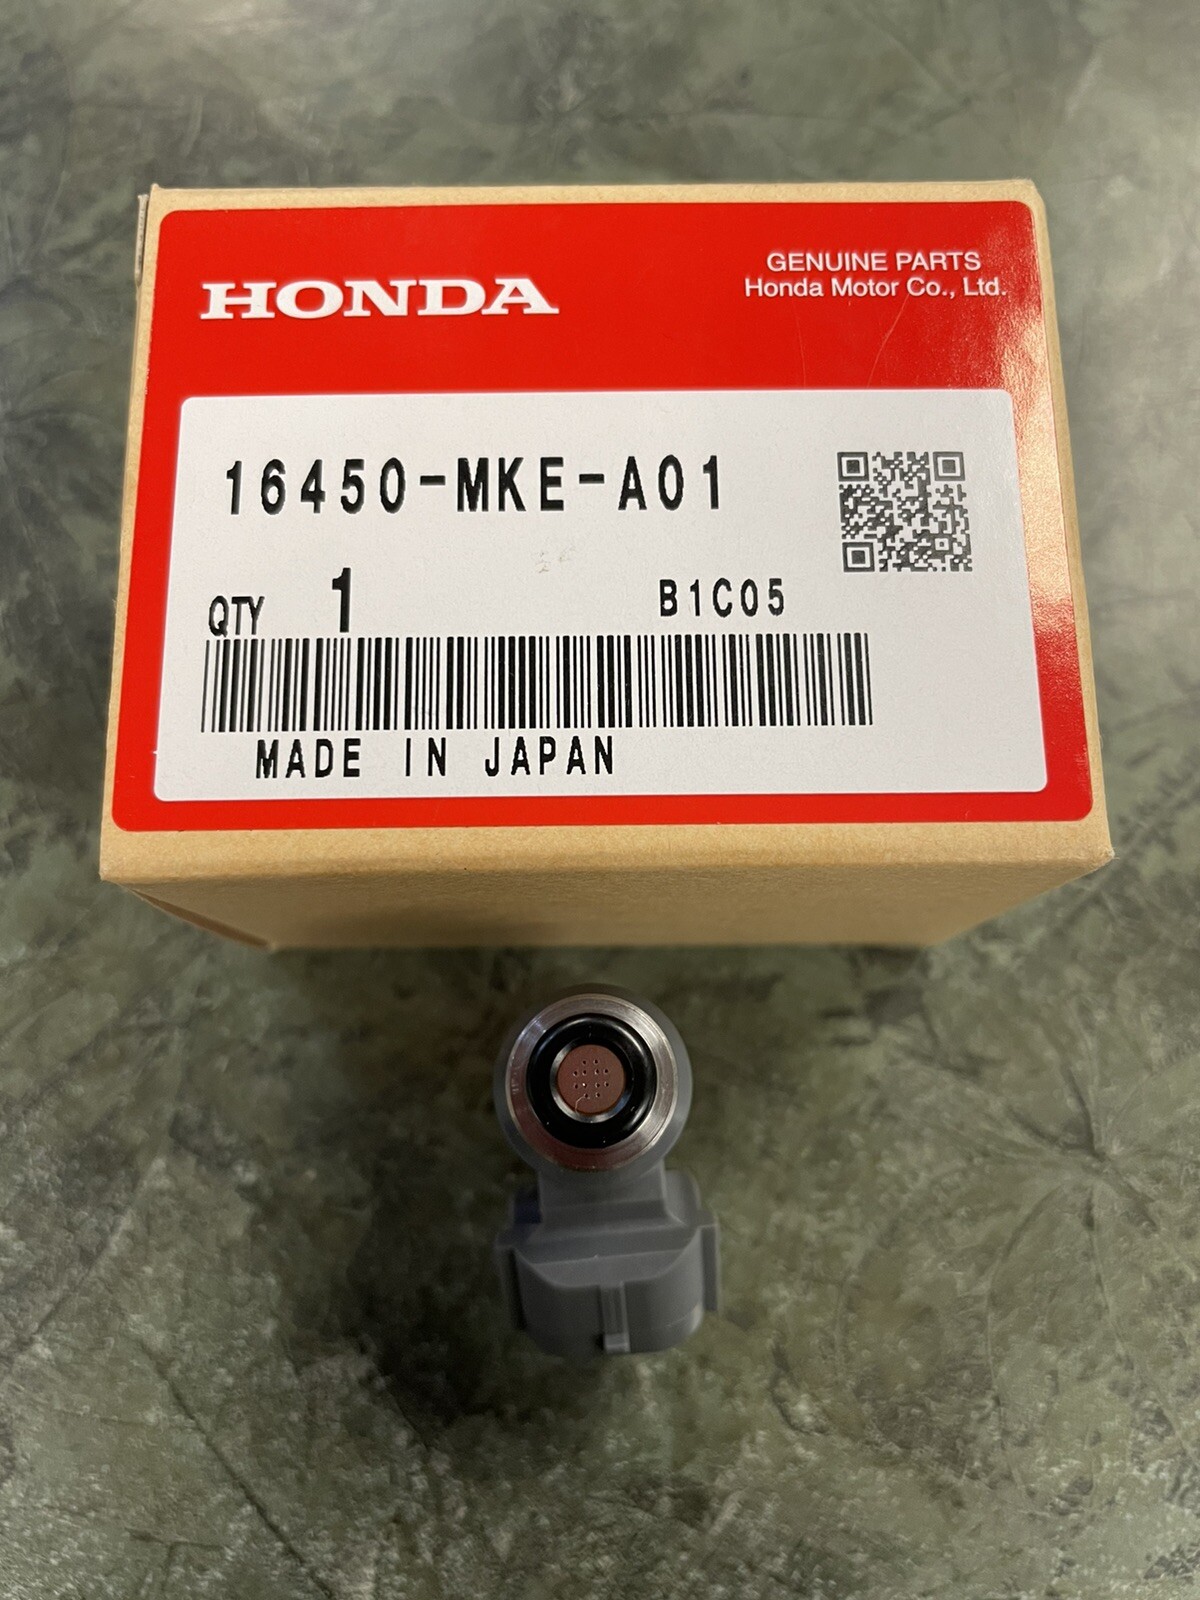 HONDA
GENUINE PARTS
Honda Motor Co., Ltd.
16450-MKE-A01
QTY 1 B1C05
MADE IN JAPAN